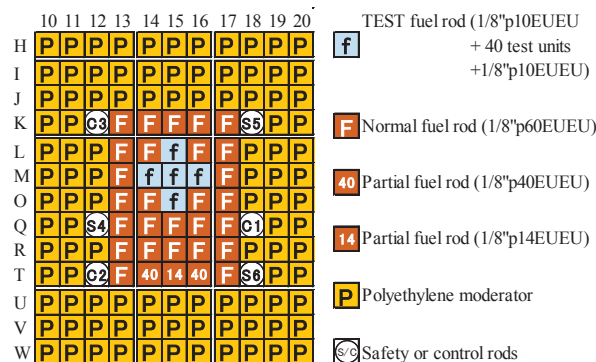 10 11 12 13 14 15 16 17 18 19 20
H P P P P P P P P P P P
I P P P P P P P P P P P
J P P P P P P P P P P P
K P P C3 F F F F F S5 P P
L P P P F F f F F P P P
M P P P F f f f F P P P
O P P P F F f F F P P P
Q P P S4 F F F F F C1 P P
R P P P F F F F F P P P
T P P C2 F 40 14 40 F S6 P P
U P P P P P P P P P P P
V P P P P P P P P P P P
W P P P P P P P P P P P
TEST fuel rod (1/8"p10EUEU
f + 40 test units
+1/8"p10EUEU)
F Normal fuel rod (1/8"p60EUEU)
40 Partial fuel rod (1/8"p40EUEU)
14 Partial fuel rod (1/8"p14EUEU)
P Polyethylene moderator
S/C Safety or control rods